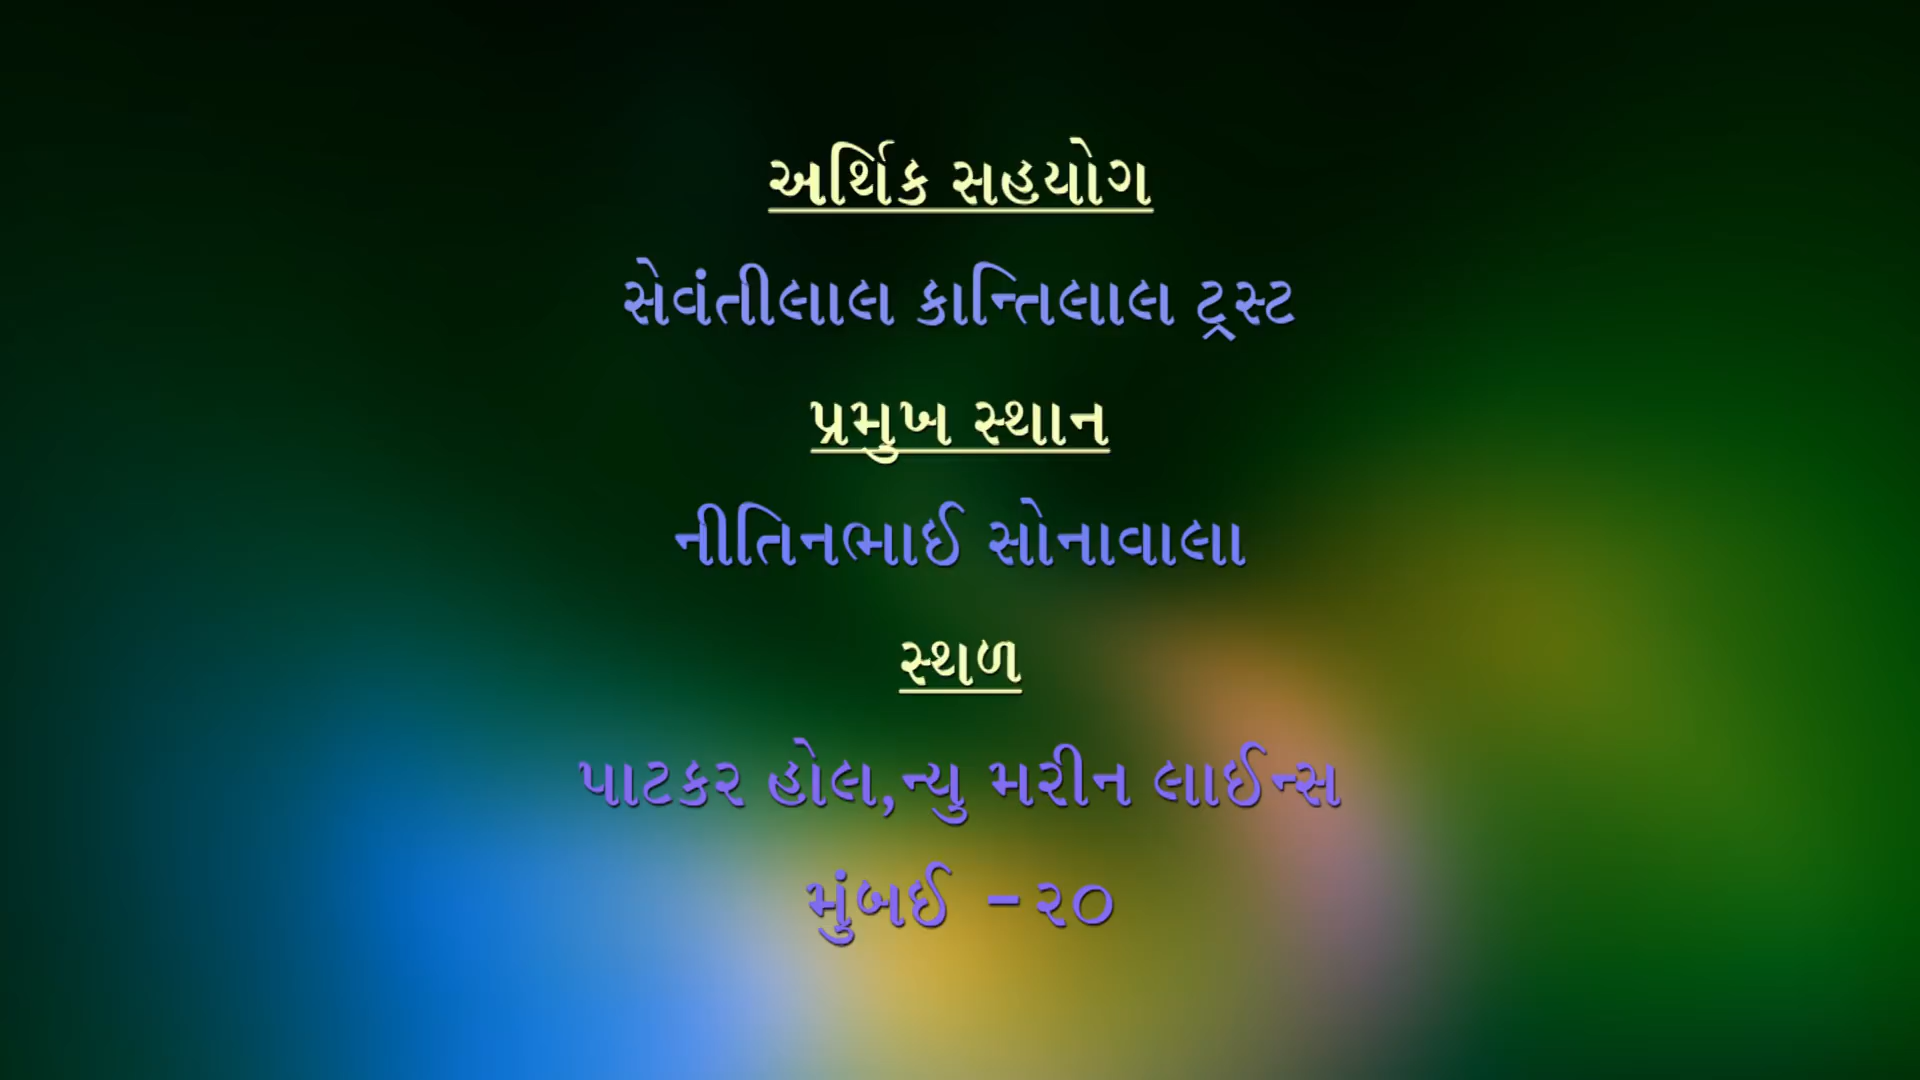 અર્થિક સહયોગ
સેવંતીલાલ કાન્તિલાલ ટ્રસ્ટ
પ્રમુખ સ્થાન
નીતિનભાઈ સોનાવાલા
સ્થળ
પાટકર હોલ,ન્યુ મરીન લાઈન્સ
મુંબઈ -૨૦